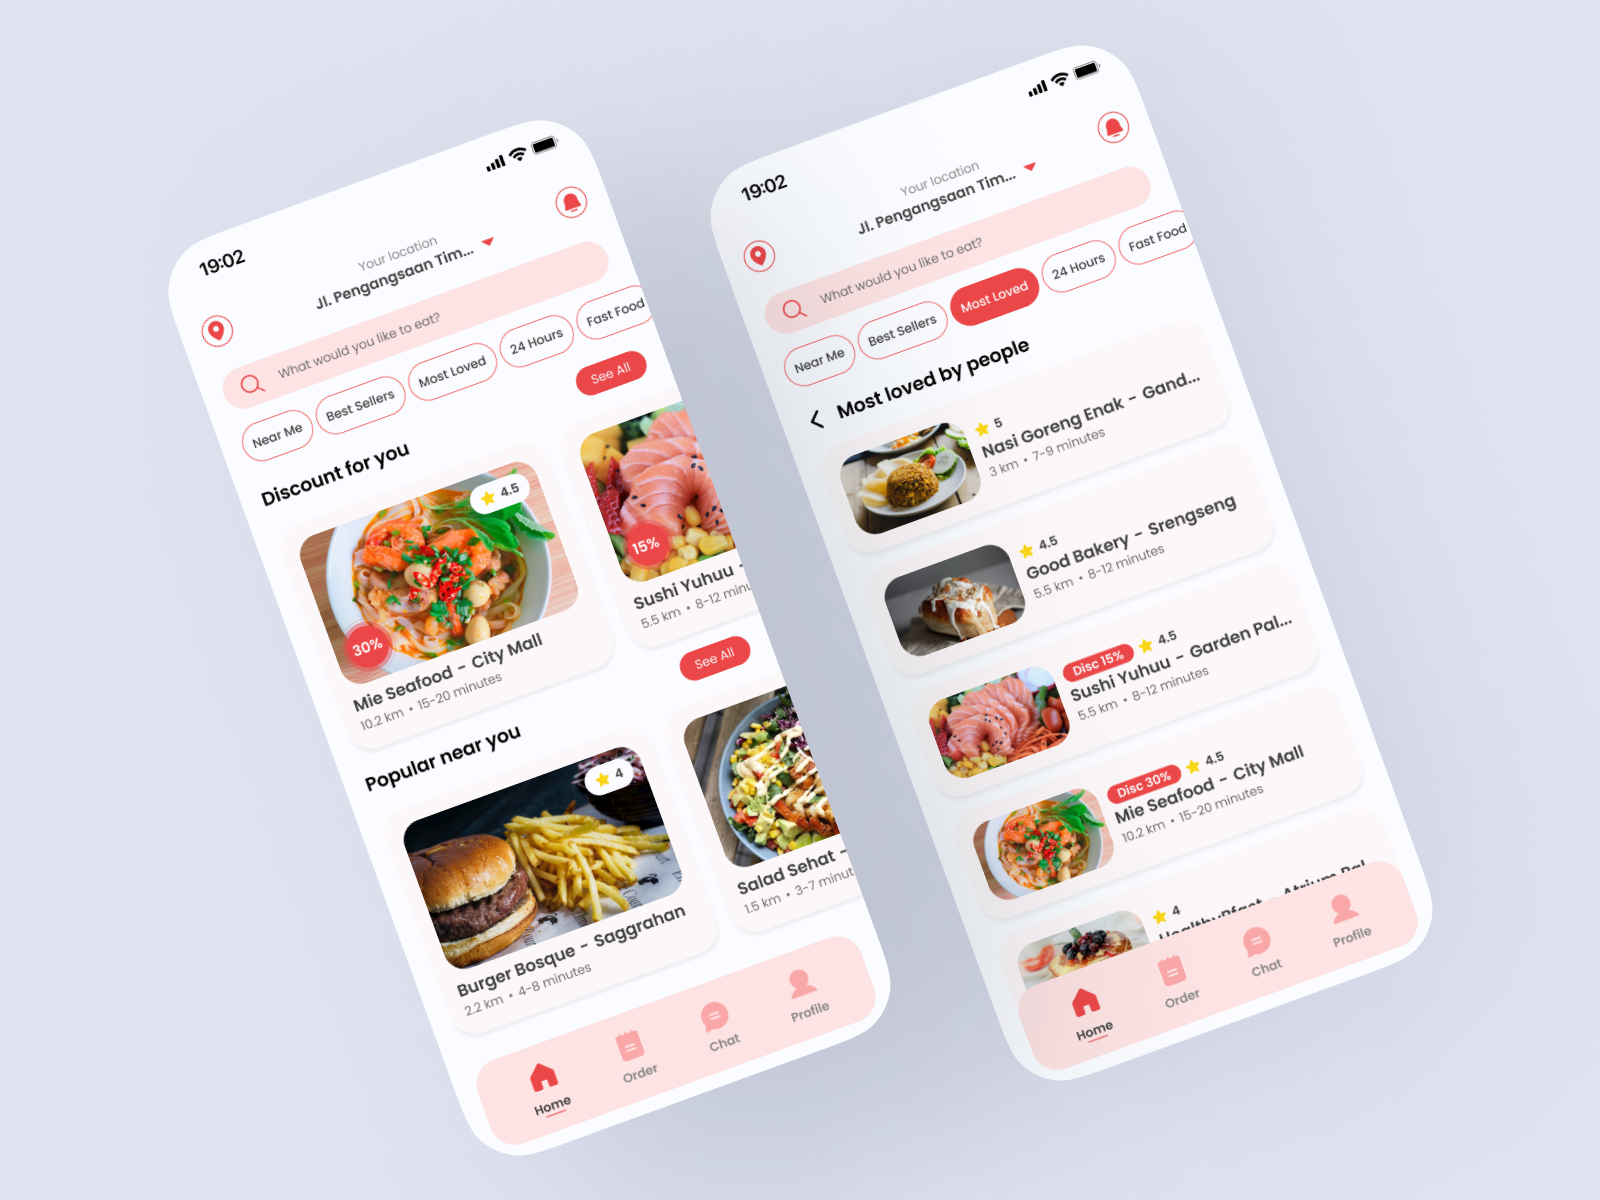 19:02
Your location
Jl. Pengangsaan Tim...
What would you like to eat?
Near Me
Best Sellers
Most Loved
24 Hours
Fast Food
Discount for you
See All
4.5
30%
Mie Seafood - City Mall
10.2 km • 15-20 minutes
15%
Sushi Yuhuu -
5.5 km • 8-12 minu
Popular near you
See All
4
Burger Bosque - Saggrahan
2.2 km • 4-8 minutes
Salad Sehat -
1.5 km • 3-7 minut
Home
Order
Chat
Profile
19:02
Your location
Jl. Pengangsaan Tim...
What would you like to eat?
Near Me
Best Sellers
Most Loved
24 Hours
Fast Food
Most loved by people
5
Nasi Goreng Enak - Gand...
3 km • 7-9 minutes
4.5
Good Bakery - Srengseng
5.5 km • 8-12 minutes
Disc 15%
4.5
Sushi Yuhuu - Garden Pal...
5.5 km • 8-12 minutes
Disc 30%
4.5
Mie Seafood - City Mall
10.2 km • 15-20 minutes
4
Home
Order
Chat
Profile